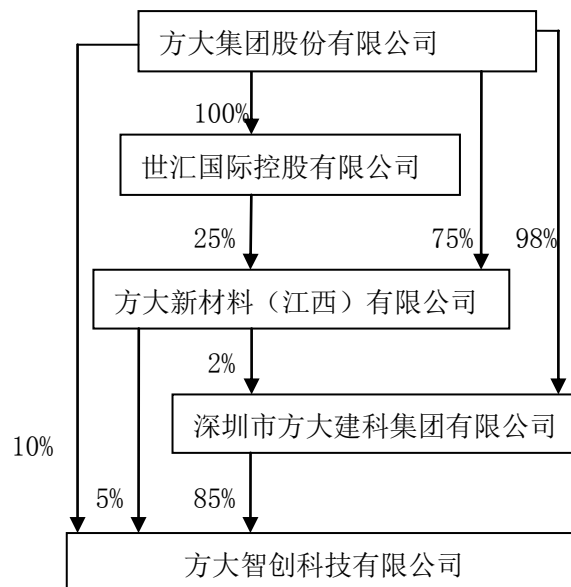 方大集团股份有限公司
100%
世汇国际控股有限公司
25%
75%
98%
方大新材料（江西）有限公司
2%
深圳市方大建科集团有限公司
10%
5%
85%
方大智创科技有限公司